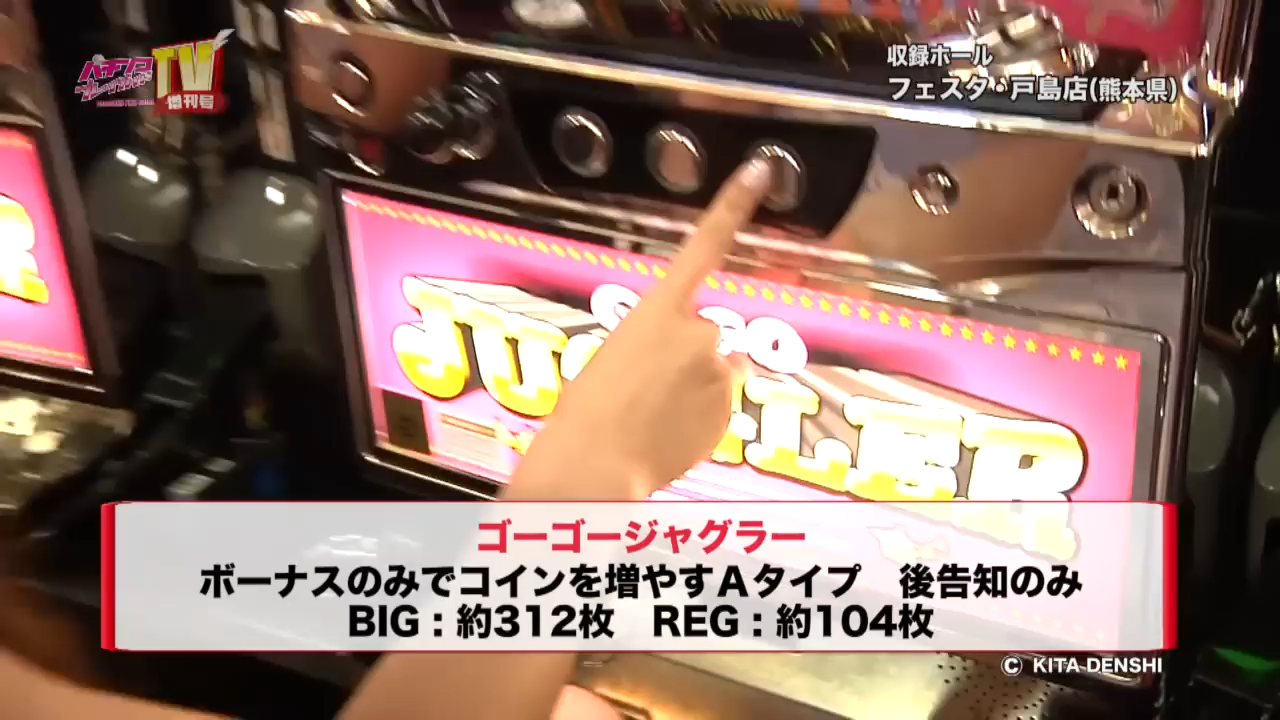 TV
増刊号
収録ホール
フェスタ・戸島店(熊本県)
JUGGLER
ゴーゴージャグラー
ボーナスのみでコインを増やすAタイプ　後告知のみ
BIG：約312枚　REG：約104枚
© KITA DENSHI